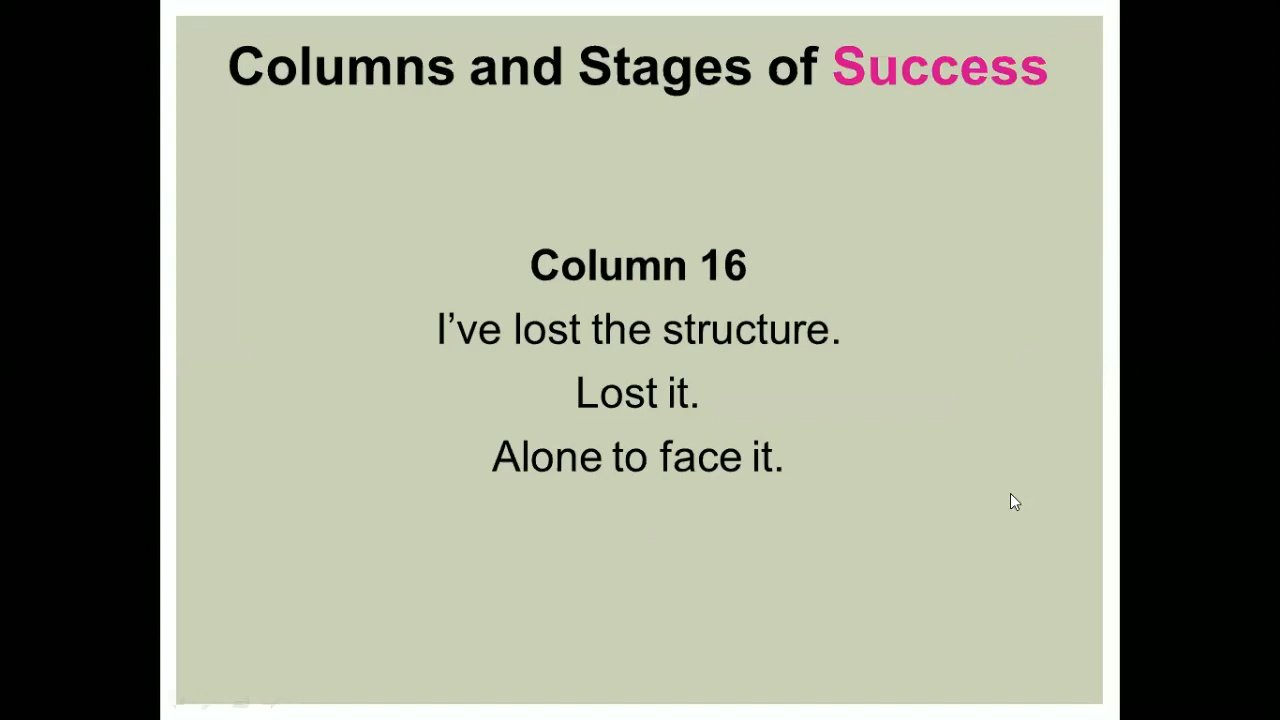 Columns and Stages of Success
Column 16
I’ve lost the structure.
Lost it.
Alone to face it.